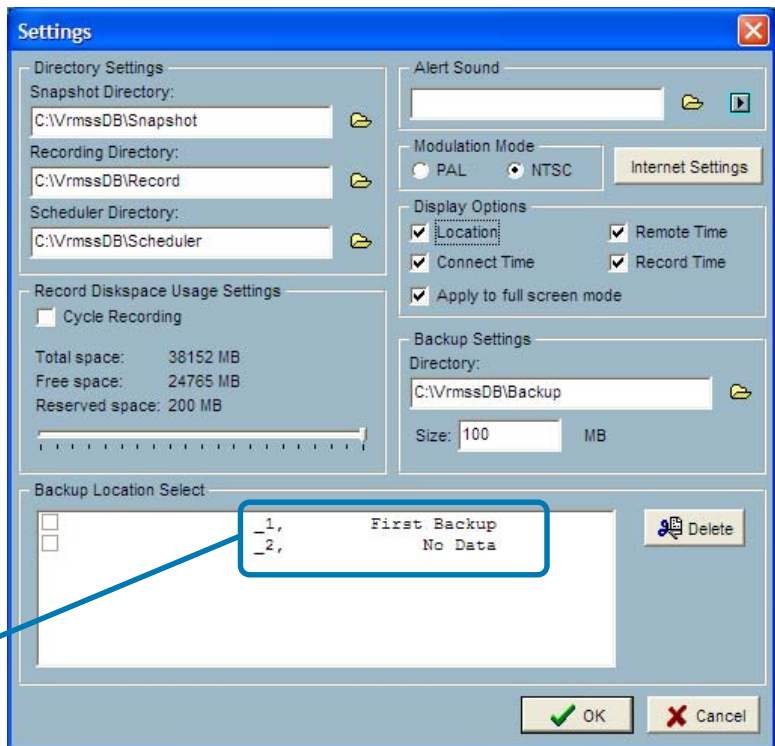 Settings
Directory Settings
Snapshot Directory:
C:\VrmssDB\Snapshot
Recording Directory:
C:\VrmssDB\Record
Scheduler Directory:
C:\VrmssDB\Scheduler
Record Diskspace Usage Settings
Cycle Recording
Total space: 38152 MB
Free space: 24765 MB
Reserved space: 200 MB
Alert Sound
Modulation Mode
PAL NTSC
Internet Settings
Display Options
Location Remote Time
Connect Time Record Time
Apply to full screen mode
Backup Settings
Directory:
C:\VrmssDB\Backup
Size: 100 MB
Backup Location Select
_1, First Backup
_2, No Data
Delete
OK Cancel